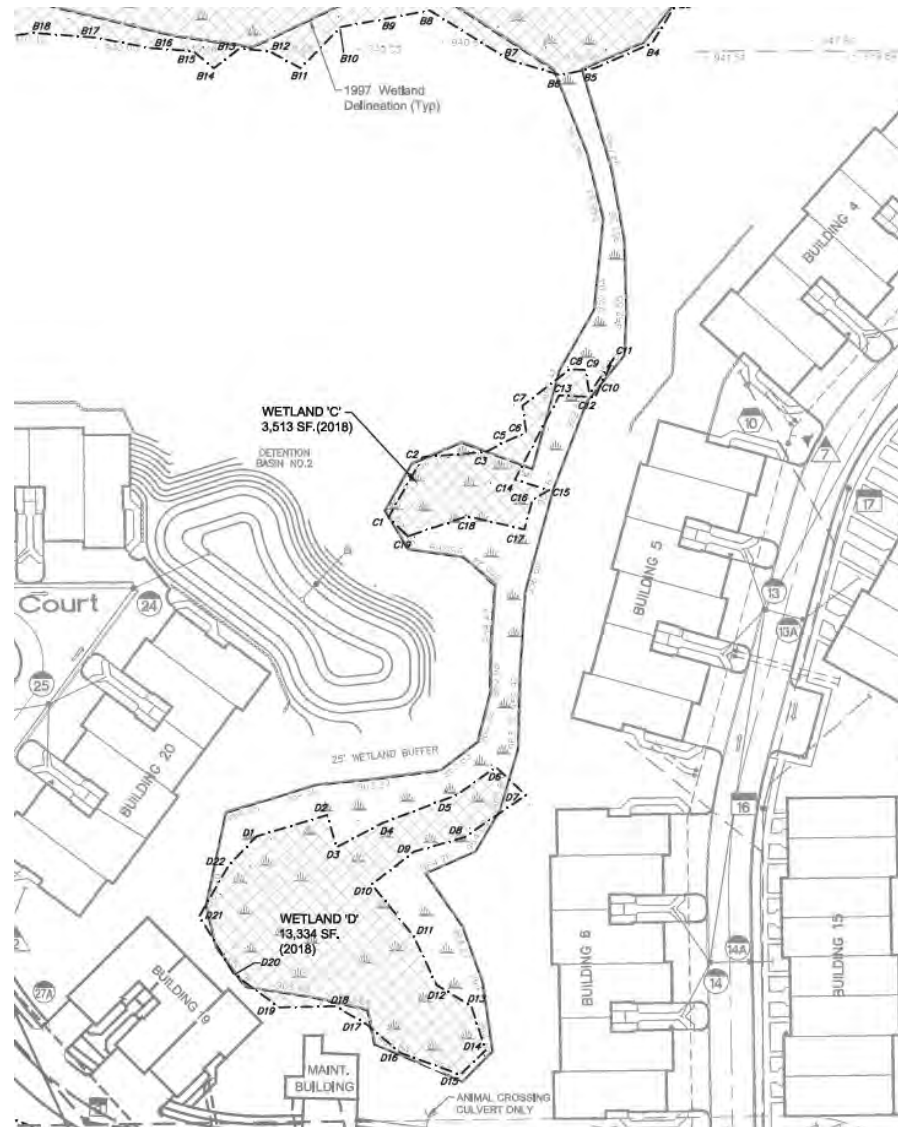 B18
B17
B16
B15
B14
B13
B12
B11
B10
B9
B8
B7
B6
B5
B4
1997 Wetland
Delineation (Typ)
BUILDING 4
C11
C8
C9
C10
C13
C12
C7
WETLAND 'C'
3,513 SF.(2018)
C6
C5
C3
C2
10
7
DETENTION
BASIN NO.2
C14
C15
C16
17
C1
C18
C17
C19
BUILDING 5
Court
24
13
13A
25
BUILDING 20
25' WETLAND BUFFER
D6
D7
D5
16
D2
D4
D1
D8
D3
D9
D22
D10
D21
WETLAND 'D'
13,334 SF.
(2018)
D11
BUILDING 6
BUILDING 15
14A
14
D20
BUILDING 19
27A
D12
D13
D19
D18
D17
D14
D16
D15
MAINT.
BUILDING
ANIMAL CROSSING
CULVERT ONLY